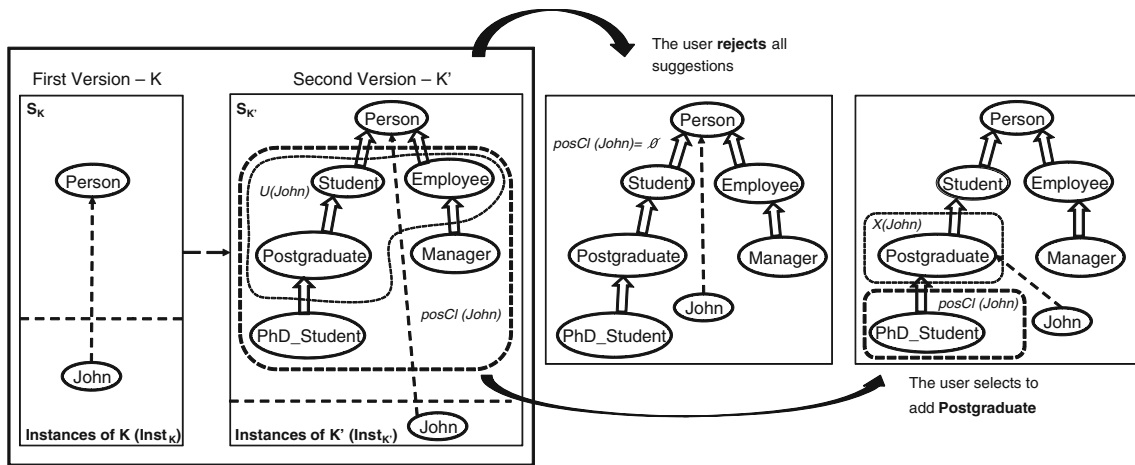 The user rejects all
suggestions
First Version – K
Second Version – K’
S_K
Person
John
Instances of K (Inst_K)
S_K’
Person
U(John)
Student
Employee
Postgraduate
Manager
posCl (John)
PhD_Student
John
Instances of K’ (Inst_K’)
Person
posCl (John)= Ø
Student
Employee
Postgraduate
Manager
John
PhD_Student
Person
Student
Employee
X(John)
Postgraduate
Manager
posCl (John)
PhD_Student
John
The user selects to
add Postgraduate